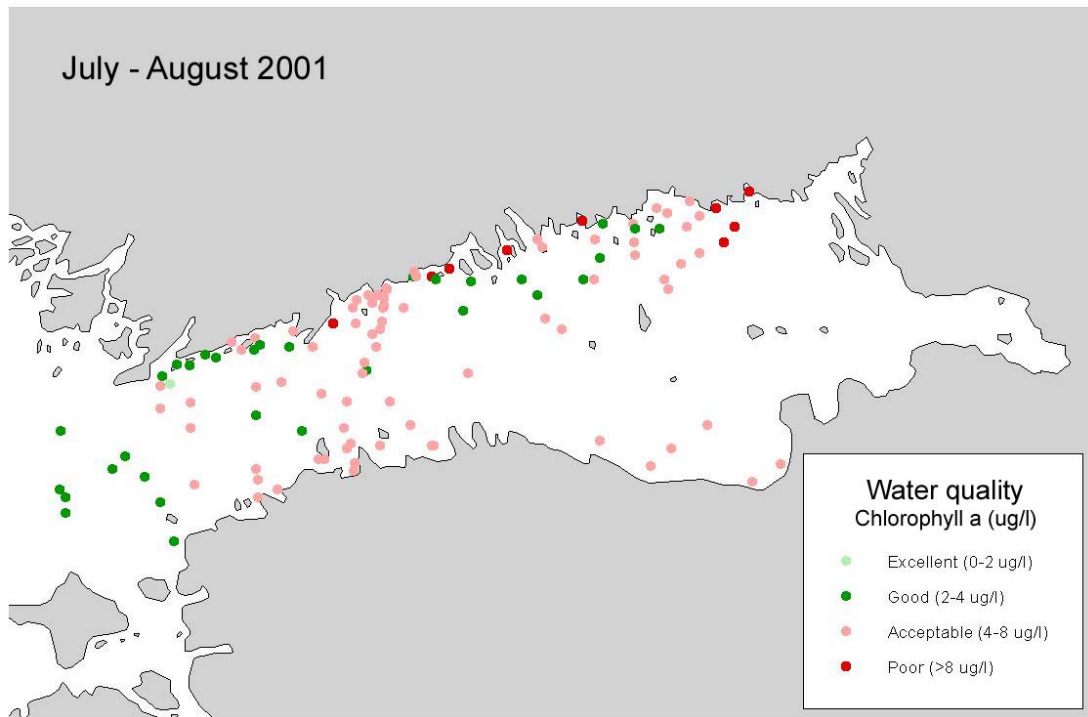 July - August 2001
Water quality
Chlorophyll a (ug/l)
Excellent (0-2 ug/l)
Good (2-4 ug/l)
Acceptable (4-8 ug/l)
Poor (>8 ug/l)